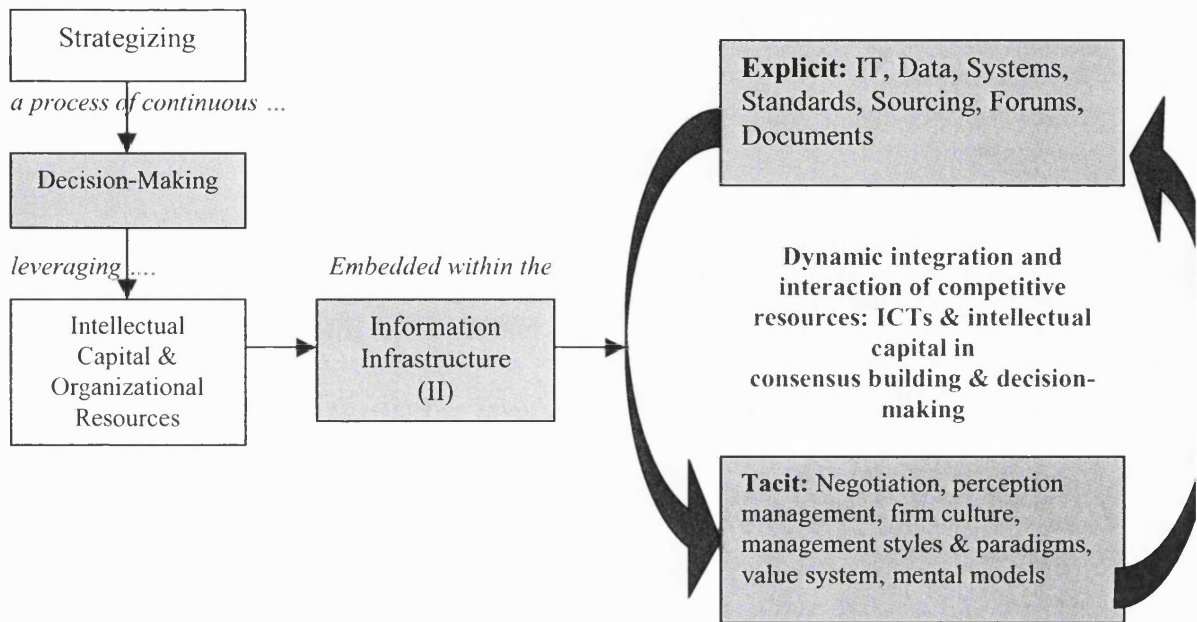 Strategizing
a process of continuous ...
Decision-Making
leveraging ....
Intellectual
Capital &
Organizational
Resources
Embedded within the
Information
Infrastructure
(II)
Explicit: IT, Data, Systems,
Standards, Sourcing, Forums,
Documents
Dynamic integration and
interaction of competitive
resources: ICTs & intellectual
capital in
consensus building & decision-
making
Tacit: Negotiation, perception
management, firm culture,
management styles & paradigms,
value system, mental models